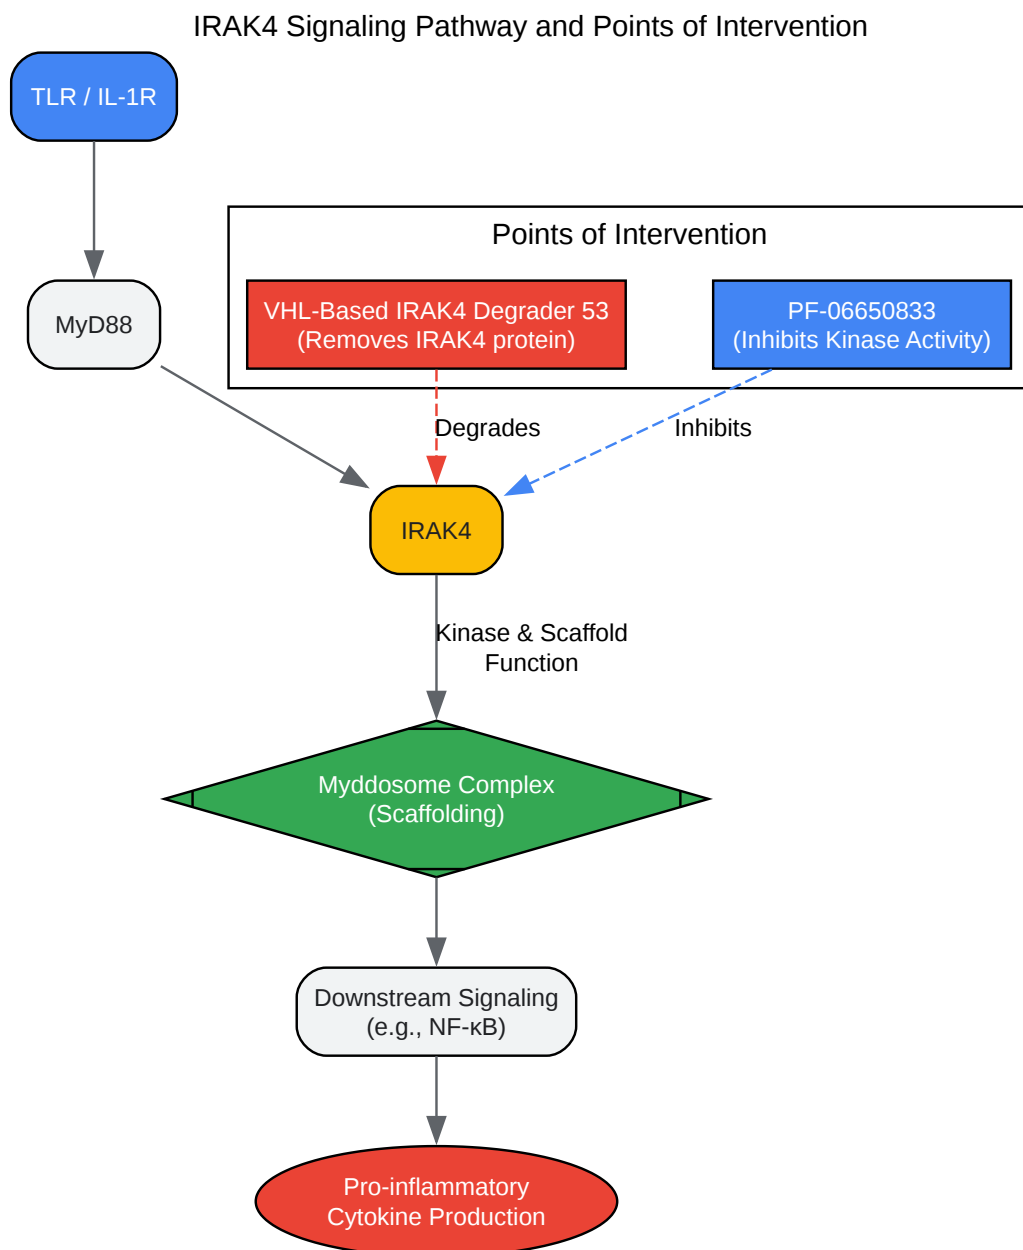 IRAK4 Signaling Pathway and Points of Intervention
TLR / IL-1R
Points of Intervention
MyD88
VHL-Based IRAK4 Degrader 53
(Removes IRAK4 protein)
PF-06650833
(Inhibits Kinase Activity)
Degrades
Inhibits
IRAK4
Kinase & Scaffold
Function
Myddosome Complex
(Scaffolding)
Downstream Signaling
(e.g., NF-κB)
Pro-inflammatory
Cytokine Production